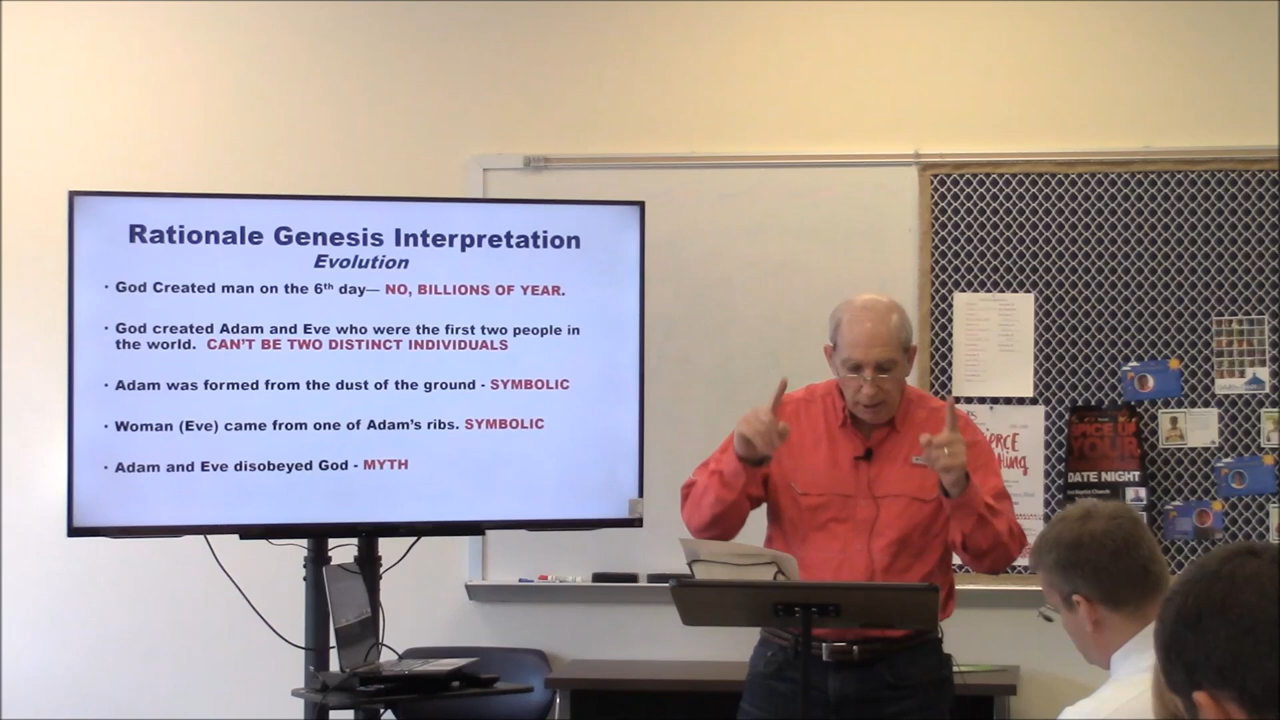 Rationale Genesis Interpretation
Evolution
· God Created man on the 6th day— NO, BILLIONS OF YEAR.
· God created Adam and Eve who were the first two people in
the world. CAN'T BE TWO DISTINCT INDIVIDUALS
· Adam was formed from the dust of the ground - SYMBOLIC
· Woman (Eve) came from one of Adam's ribs. SYMBOLIC
· Adam and Eve disobeyed God - MYTH
SPICE UP
YOUR
DATE NIGHT